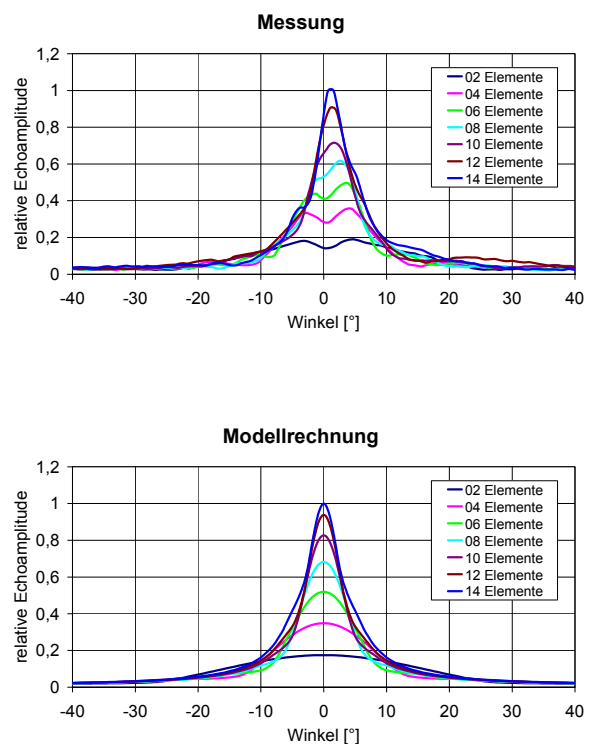 Messung
1,2
1
0,8
0,6
0,4
0,2
0
relative Echoamplitude
02 Elemente
04 Elemente
06 Elemente
08 Elemente
10 Elemente
12 Elemente
14 Elemente
-40 -30 -20 -10 0 10 20 30 40
Winkel [°]
Modellrechnung
1,2
1
0,8
0,6
0,4
0,2
0
relative Echoamplitude
02 Elemente
04 Elemente
06 Elemente
08 Elemente
10 Elemente
12 Elemente
14 Elemente
-40 -30 -20 -10 0 10 20 30 40
Winkel [°]